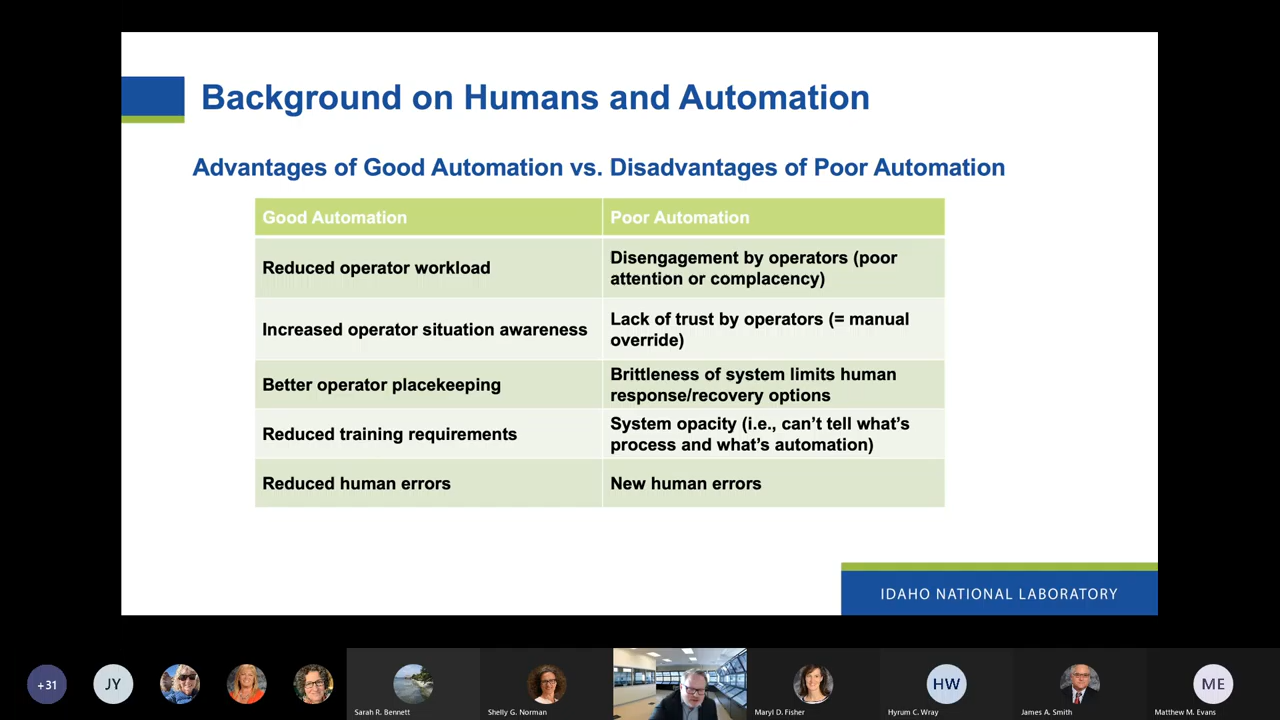 Background on Humans and Automation
Advantages of Good Automation vs. Disadvantages of Poor Automation
Good Automation
Poor Automation
Reduced operator workload
Disengagement by operators (poor
attention or complacency)
Increased operator situation awareness
Lack of trust by operators (= manual
override)
Better operator placekeeping
Brittleness of system limits human
response/recovery options
Reduced training requirements
System opacity (i.e., can’t tell what’s
process and what’s automation)
Reduced human errors
New human errors
IDAHO NATIONAL LABORATORY
+31
JY
Sarah R. Bennett
Shelly G. Norman
Maryl D. Fisher
HW
Hyrum C. Wray
James A. Smith
ME
Matthew M. Evans